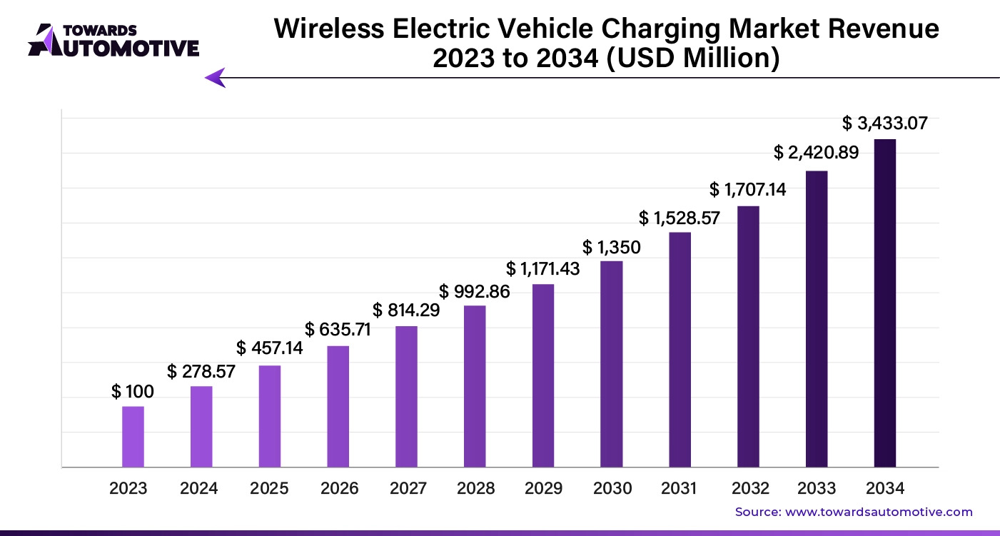 TOWARDS
AUTOMOTIVE
Wireless Electric Vehicle Charging Market Revenue
2023 to 2034 (USD Million)
$ 3,433.07
$ 2,420.89
$ 1,707.14
$ 1,528.57
$ 1,350
$ 1,171.43
$ 992.86
$ 814.29
$ 635.71
$ 457.14
$ 278.57
$ 100
2023 2024 2025 2026 2027 2028 2029 2030 2031 2032 2033 2034
Source: www.towardsautomotive.com